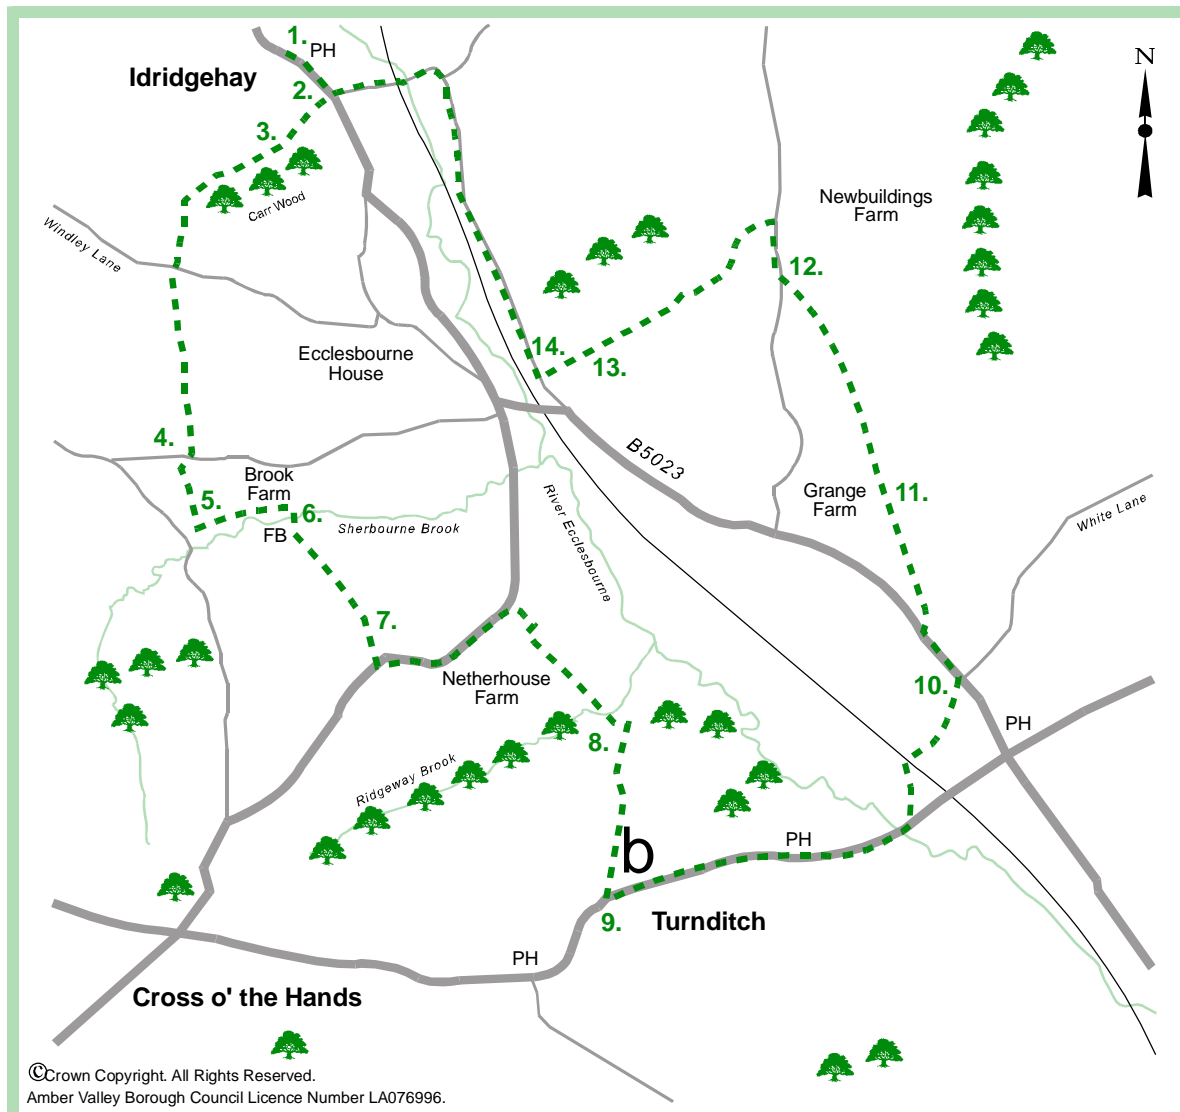 1.
PH
N
Idridgehay
2.
3.
Carr Wood
Newbuildings
Farm
Windley Lane
12.
14.
13.
Ecclesbourne
House
4.
B5023
Brook
Farm
5.
6.
FB
Sherbourne Brook
River Ecclesbourne
Grange
Farm
11.
White Lane
7.
Netherhouse
Farm
10.
8.
PH
Ridgeway Brook
b
PH
9.
Turnditch
PH
Cross o' the Hands
©Crown Copyright. All Rights Reserved.
Amber Valley Borough Council Licence Number LA076996.